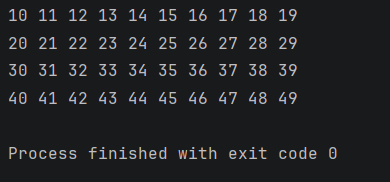 10 11 12 13 14 15 16 17 18 19
20 21 22 23 24 25 26 27 28 29
30 31 32 33 34 35 36 37 38 39
40 41 42 43 44 45 46 47 48 49
Process finished with exit code 0